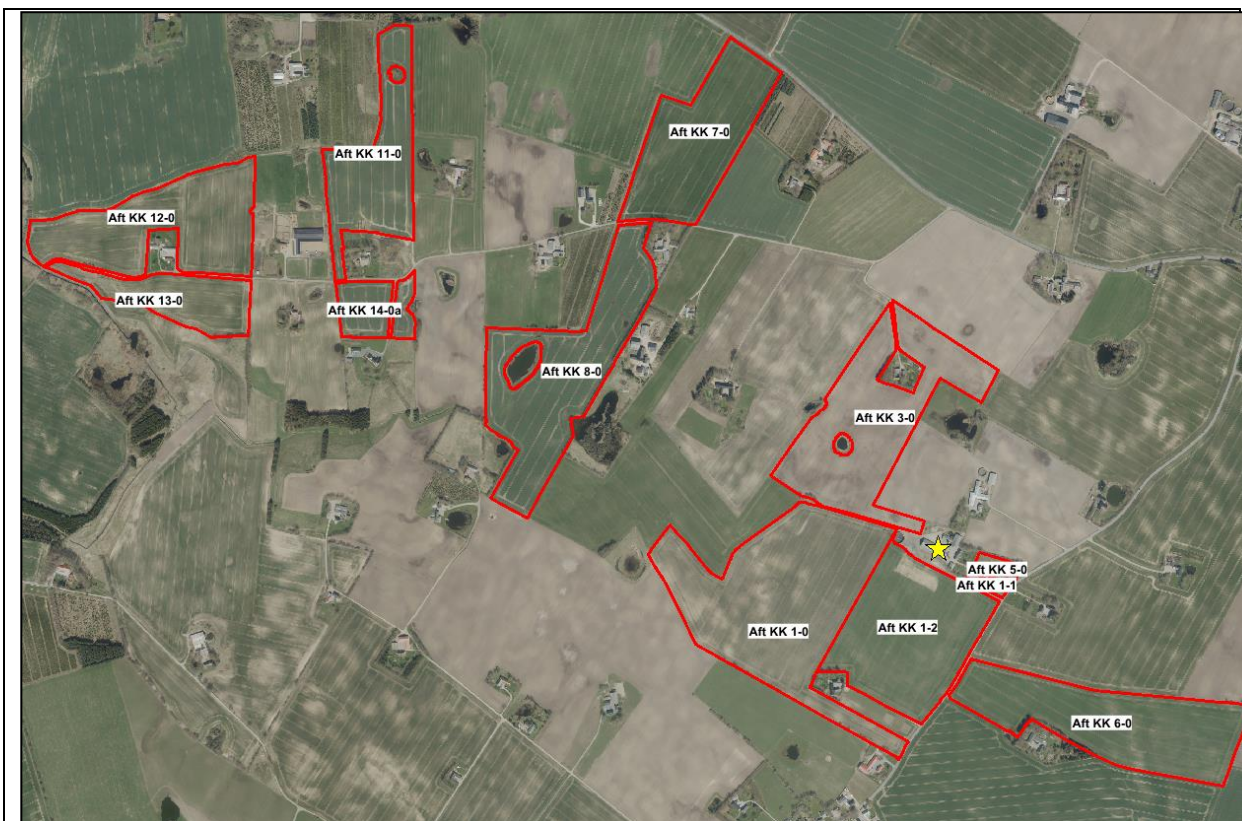 Aft KK 7-0
Aft KK 11-0
Aft KK 12-0
Aft KK 13-0
Aft KK 14-0a
Aft KK 8-0
Aft KK 3-0
Aft KK 5-0
Aft KK 1-1
Aft KK 1-2
Aft KK 1-0
Aft KK 6-0